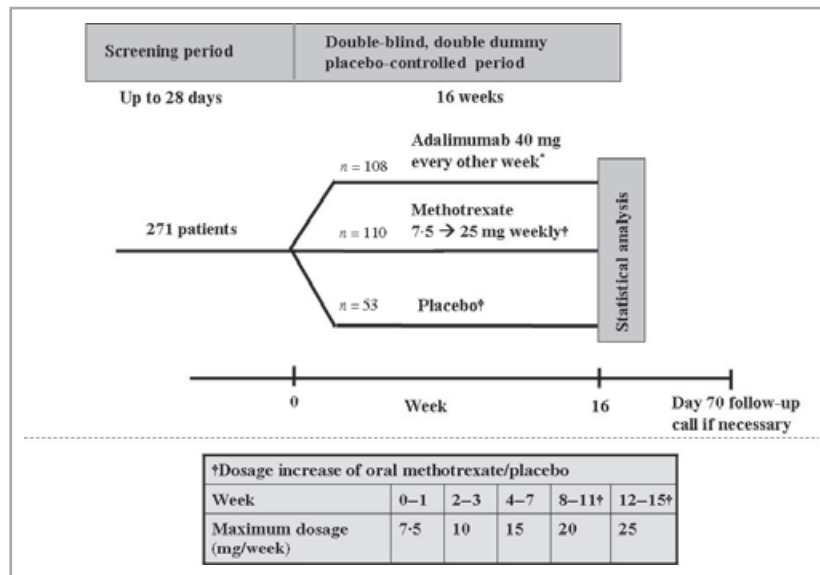 Screening period
Double-blind, double dummy
placebo-controlled period
Up to 28 days
16 weeks
Adalimumab 40 mg
every other week*
n = 108
271 patients
Methotrexate
7·5 → 25 mg weekly†
n = 110
n = 53
Placebo†
Statistical analysis
0
Week
16
Day 70 follow-up
call if necessary
†Dosage increase of oral methotrexate/placebo
Week 0–1 2–3 4–7 8–11† 12–15†
Maximum dosage 7·5 10 15 20 25
(mg/week)